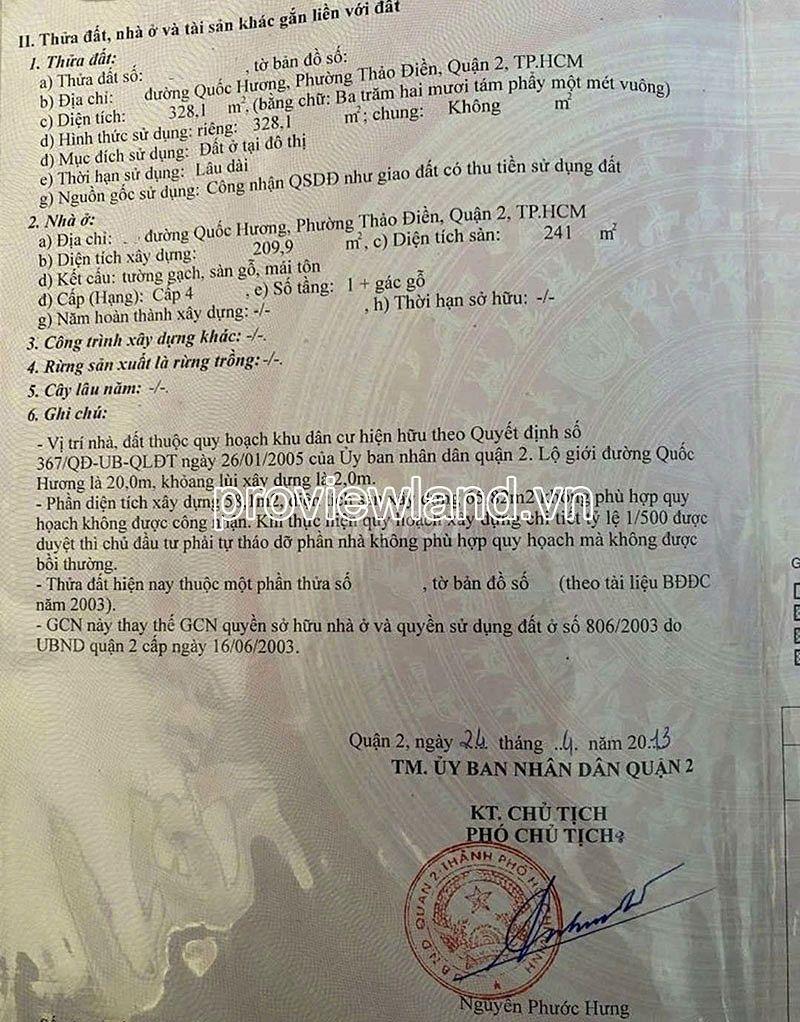 II. Thửa đất, nhà ở và tài sản khác gắn liền với đất
1. Thửa đất:
a) Thửa đất số: - , tờ bản đồ số:
b) Địa chỉ: đường Quốc Hương, Phường Thảo Điền, Quận 2, TP.HCM
c) Diện tích: 328,1 m², (bằng chữ: Ba trăm hai mươi tám phẩy một mét vuông)
d) Hình thức sử dụng: riêng: 328,1 m²; chung: Không m²
đ) Mục đích sử dụng: Đất ở tại đô thị
e) Thời hạn sử dụng: Lâu dài
g) Nguồn gốc sử dụng: Công nhận QSDĐ như giao đất có thu tiền sử dụng đất
2. Nhà ở:
a) Địa chỉ: đường Quốc Hương, Phường Thảo Điền, Quận 2, TP.HCM
b) Diện tích xây dựng: 209,9 m², c) Diện tích sàn: 241 m²
d) Kết cấu: tường gạch, sàn gỗ, mái tôn
đ) Cấp (Hạng): Cấp 4 , e) Số tầng: 1 + gác gỗ
g) Năm hoàn thành xây dựng: -/- , h) Thời hạn sở hữu: -/-
3. Công trình xây dựng khác: -/-.
4. Rừng sản xuất là rừng trồng: -/-.
5. Cây lâu năm: -/-.
6. Ghi chú:
- Vị trí nhà, đất thuộc quy hoạch khu dân cư hiện hữu theo Quyết định số
367/QĐ-UB-QLĐT ngày 26/01/2005 của Ủy ban nhân dân quận 2. Lộ giới đường Quốc
Hương là 20,0m, khoảng lùi xây dựng là 2,0m.
- Phần diện tích xây dựng diện tích sàn xây dựng không phù hợp quy
họach không được công nhận. Khi thực hiện quy họach xây dựng chi tiết tỷ lệ 1/500 được
duyệt thì chủ đầu tư phải tự tháo dỡ phần nhà không phù hợp quy họach mà không được
bồi thường.
- Thửa đất hiện nay thuộc một phần thửa số , tờ bản đồ số (theo tài liệu BĐĐC
năm 2003).
- GCN này thay thế GCN quyền sở hữu nhà ở và quyền sử dụng đất ở số 806/2003 do
UBND quận 2 cấp ngày 16/06/2003.
proviewland.vn
Quận 2, ngày 24 tháng ..4. năm 2013
TM. ỦY BAN NHÂN DÂN QUẬN 2
KT. CHỦ TỊCH
PHÓ CHỦ TỊCH
U.B.N.D QUẬN 2 THÀNH PHỐ HỒ CHÍ MINH
Nguyễn Phước Hưng